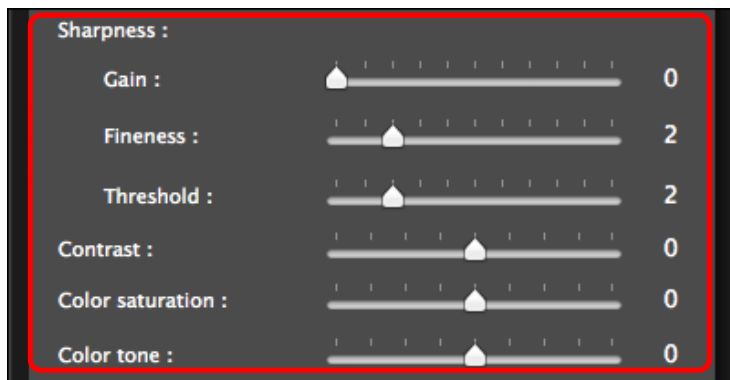 Sharpness :
Gain : 0
Fineness : 2
Threshold : 2
Contrast : 0
Color saturation : 0
Color tone : 0